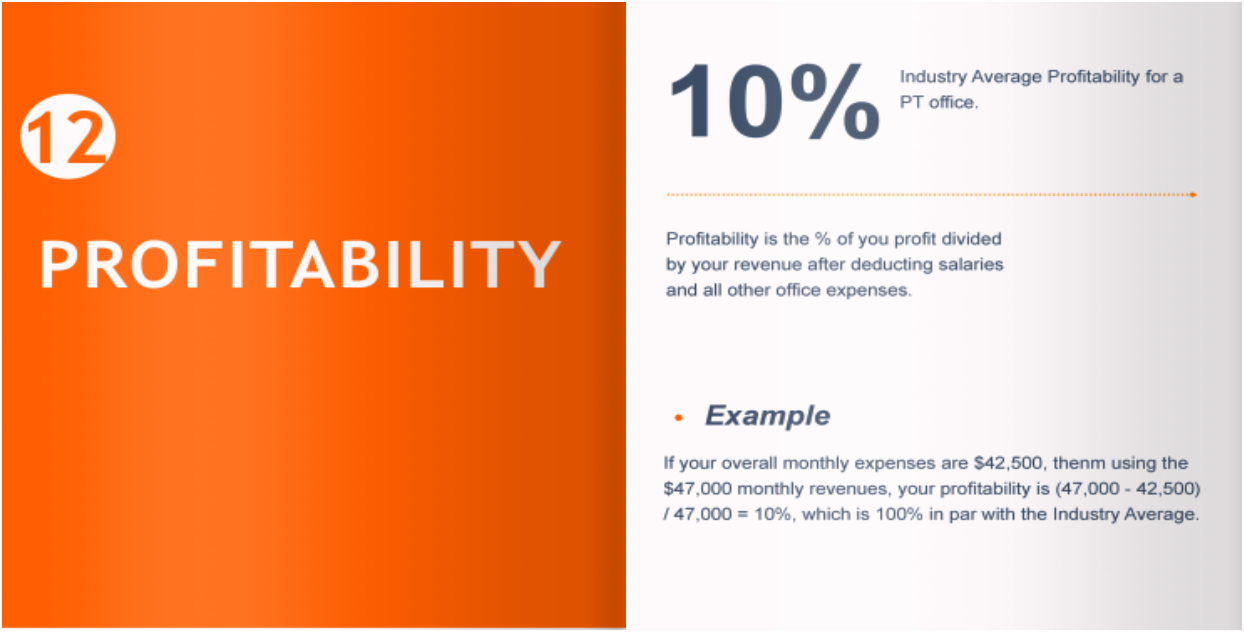 12
PROFITABILITY
10%
Industry Average Profitability for a
PT office.
Profitability is the % of you profit divided
by your revenue after deducting salaries
and all other office expenses.
• Example
If your overall monthly expenses are $42,500, thenm using the
$47,000 monthly revenues, your profitability is (47,000 - 42,500)
/ 47,000 = 10%, which is 100% in par with the Industry Average.